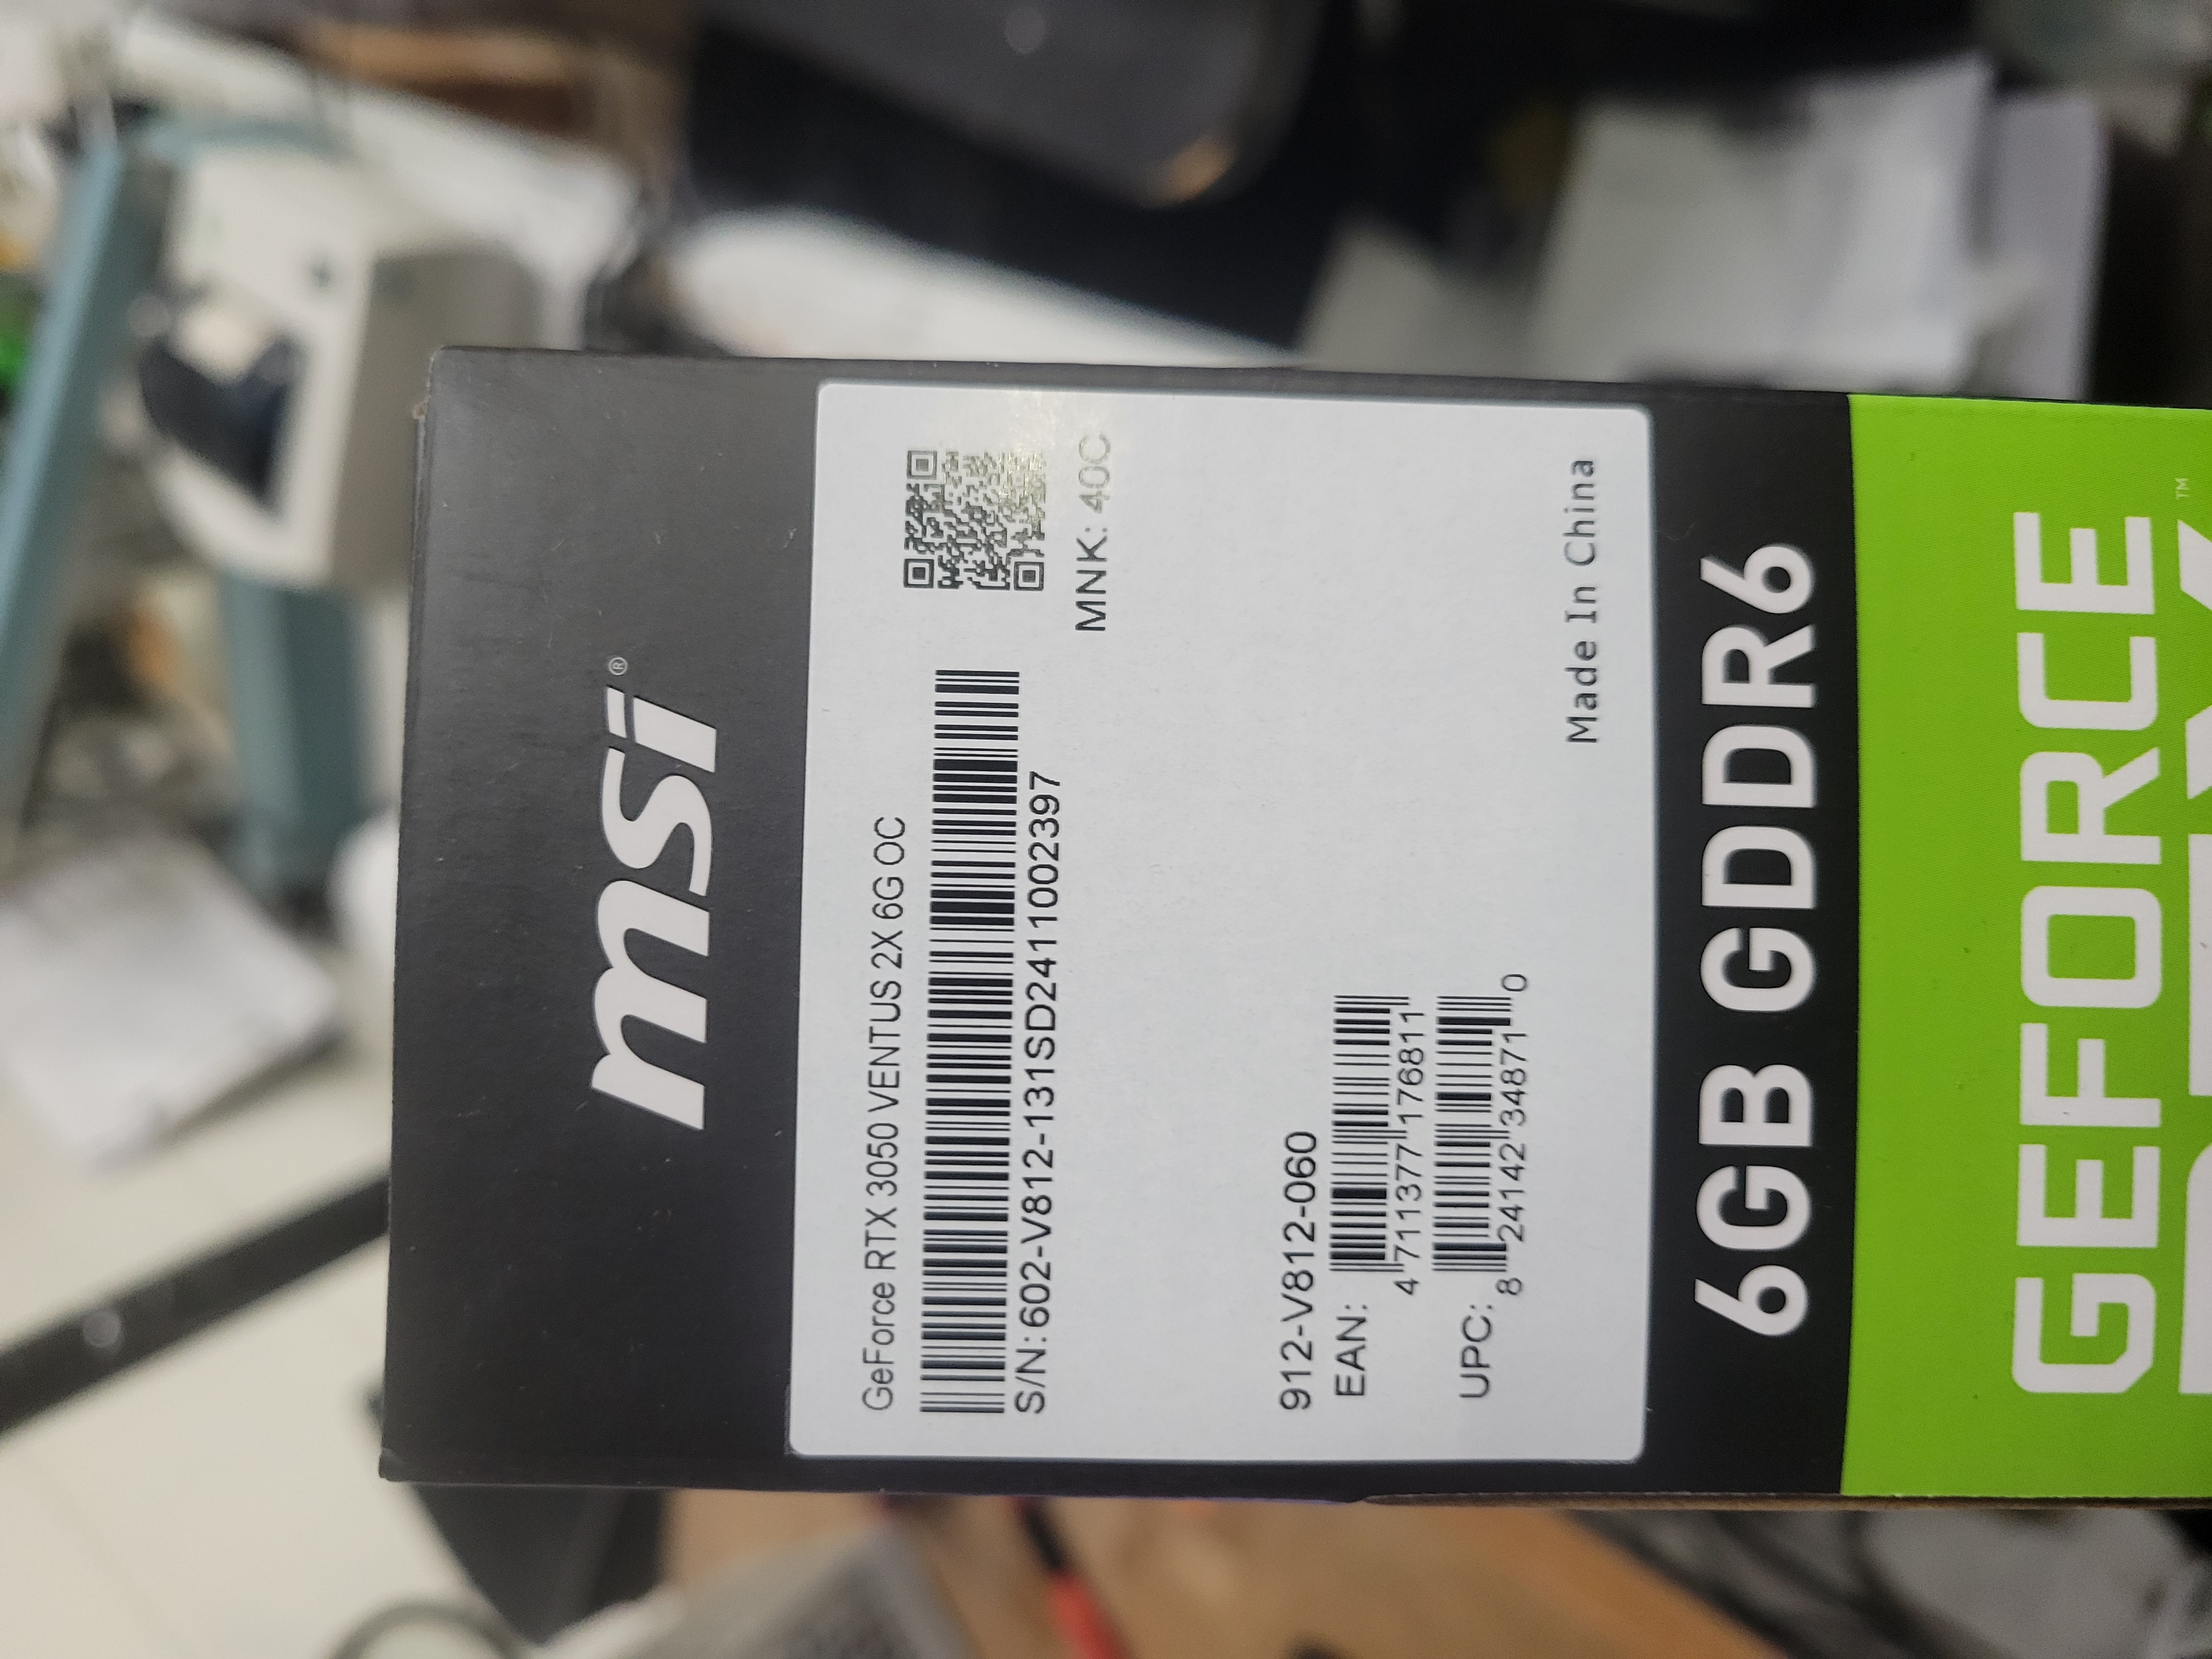 msi®
GeForce RTX 3050 VENTUS 2X 6G OC
S/N:602-V812-131SD2411002397
MNK: 40C
912-V812-060
EAN:
4 711377 176811
UPC:
8 24142 34871 0
Made In China
6GB GDDR6
GEFORCE